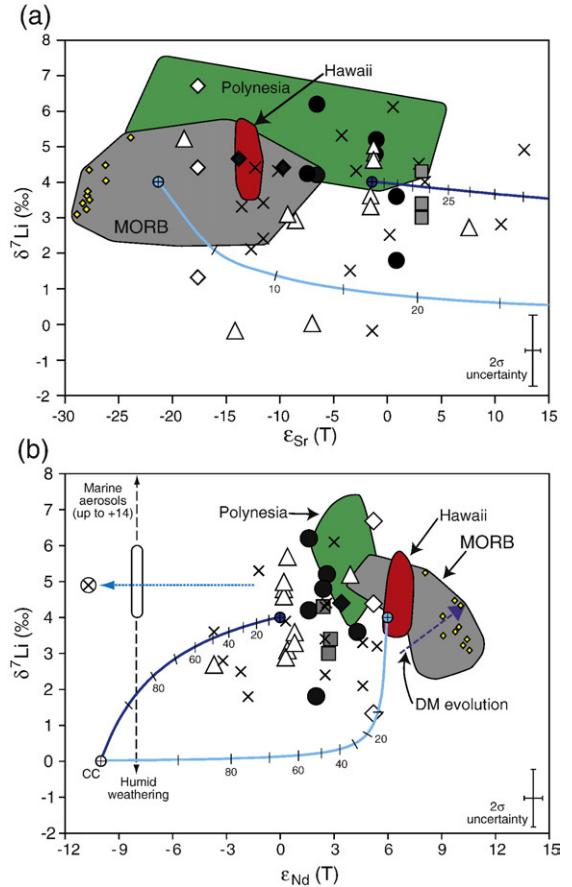 (a)
8
7
6
5
4
3
2
1
0
-1
-2
δ⁷Li (‰)
Hawaii
Polynesia
MORB
25
10
20
2σ
uncertainty
-30 -25 -20 -15 -10 -5 0 5 10 15
εSr (T)
(b)
8
7
6
5
4
3
2
1
0
-1
-2
δ⁷Li (‰)
Marine
aerosols
(up to +14)
Polynesia
Hawaii
MORB
80 60 40 20
DM evolution
CC
80 60 40 20
Humid
weathering
2σ
uncertainty
-12 -9 -6 -3 0 3 6 9 12 15
εNd (T)